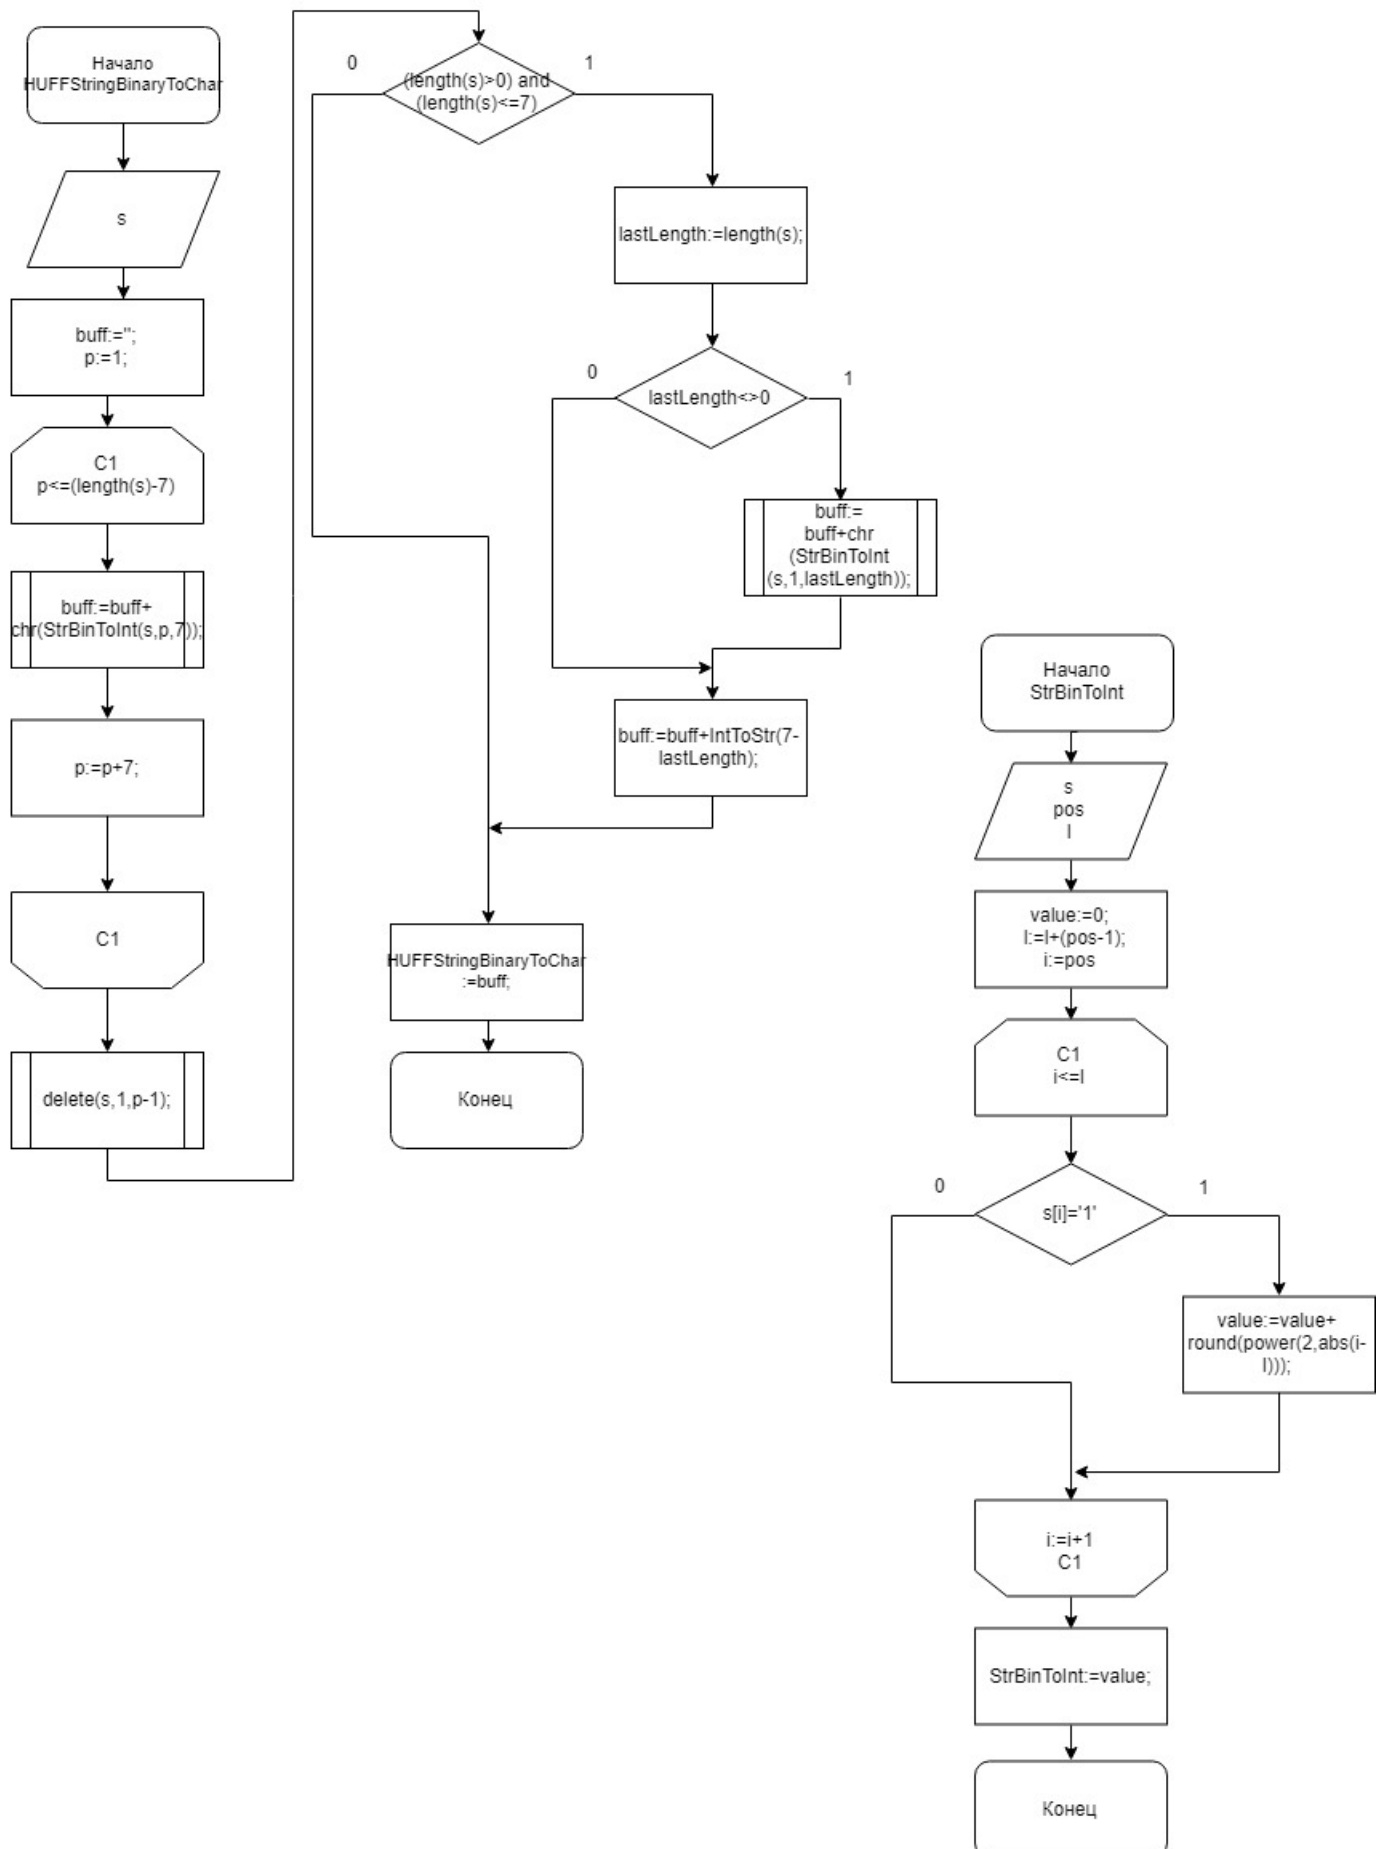 Начало
HUFFStringBinaryToChar
s
buff:='';
p:=1;
C1
p<=(length(s)-7)
buff:=buff+
chr(StrBinToInt(s,p,7));
p:=p+7;
C1
delete(s,1,p-1);
0
1
(length(s)>0) and
(length(s)<=7)
lastLength:=length(s);
0
1
lastLength<>0
buff:=
buff+chr
(StrBinToInt
(s,1,lastLength));
buff:=buff+IntToStr(7-
lastLength);
HUFFStringBinaryToChar
:=buff;
Конец
Начало
StrBinToInt
s
pos
l
value:=0;
l:=l+(pos-1);
i:=pos
C1
i<=l
0
1
s[i]='1'
value:=value+
round(power(2,abs(i-
l)));
i:=i+1
C1
StrBinToInt:=value;
Конец